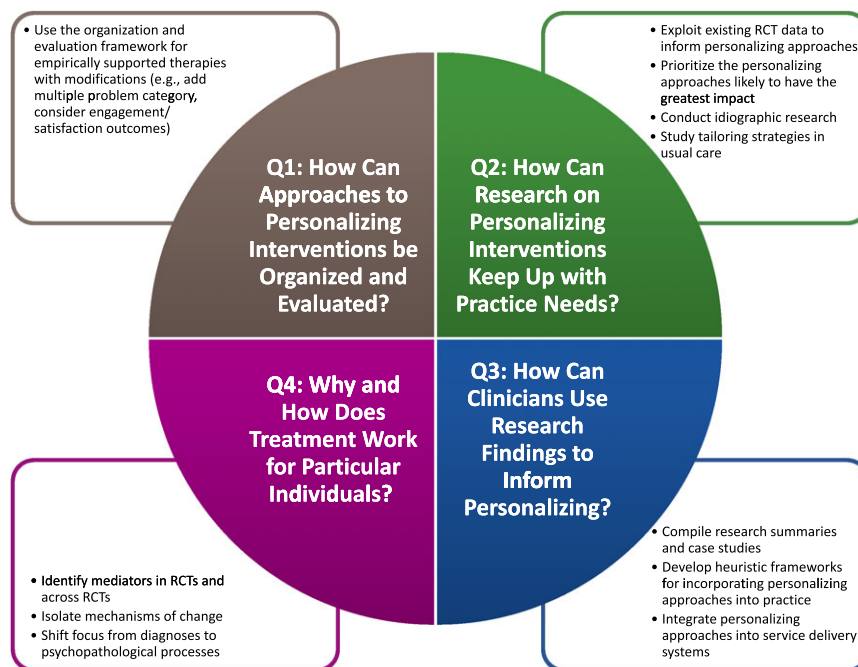 • Use the organization and
evaluation framework for
empirically supported therapies
with modifications (e.g., add
multiple problem category,
consider engagement/
satisfaction outcomes)
• Exploit existing RCT data to
inform personalizing approaches
• Prioritize the personalizing
approaches likely to have the
greatest impact
• Conduct idiographic research
• Study tailoring strategies in
usual care
Q1: How Can
Approaches to
Personalizing
Interventions be
Organized and
Evaluated?
Q2: How Can
Research on
Personalizing
Interventions
Keep Up with
Practice Needs?
Q4: Why and
How Does
Treatment Work
for Particular
Individuals?
Q3: How Can
Clinicians Use
Research
Findings to
Inform
Personalizing?
• Identify mediators in RCTs and
across RCTs
• Isolate mechanisms of change
• Shift focus from diagnoses to
psychopathological processes
• Compile research summaries
and case studies
• Develop heuristic frameworks
for incorporating personalizing
approaches into practice
• Integrate personalizing
approaches into service delivery
systems